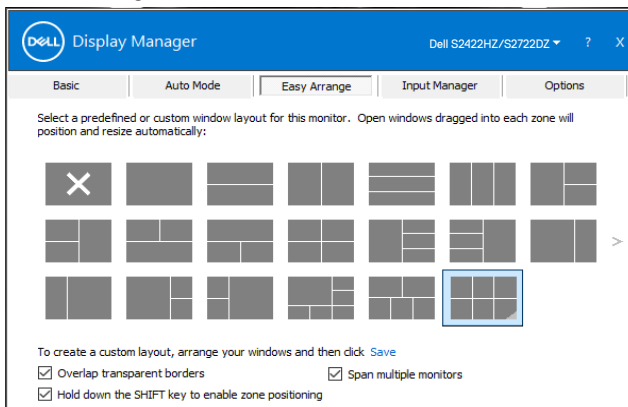 DELL Display Manager Dell S2422HZ/S2722DZ ? X
Basic Auto Mode Easy Arrange Input Manager Options
Select a predefined or custom window layout for this monitor. Open windows dragged into each zone will
position and resize automatically:
>
To create a custom layout, arrange your windows and then click Save
Overlap transparent borders Span multiple monitors
Hold down the SHIFT key to enable zone positioning